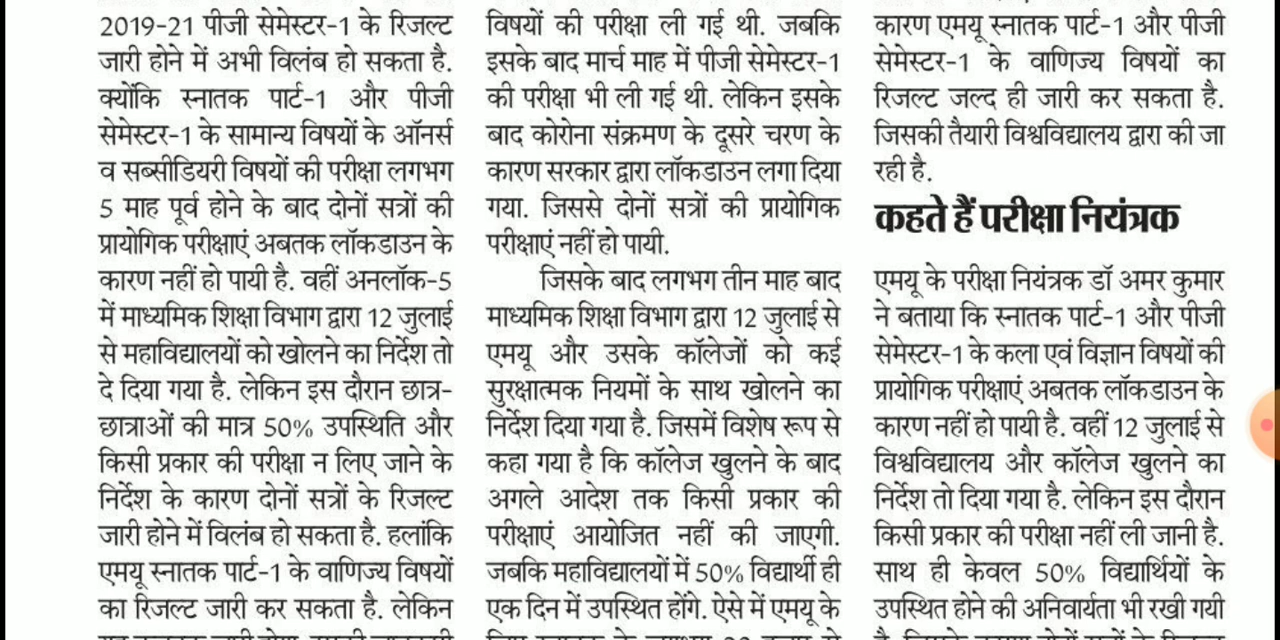 2019-21 पीजी सेमेस्टर-1 के रिजल्ट
जारी होने में अभी विलंब हो सकता है.
क्योंकि स्नातक पार्ट-1 और पीजी
सेमेस्टर-1 के सामान्य विषयों के ऑनर्स
व सब्सीडियरी विषयों की परीक्षा लगभग
5 माह पूर्व होने के बाद दोनों सत्रों की
प्रायोगिक परीक्षाएं अबतक लॉकडाउन के
कारण नहीं हो पायी है. वहीं अनलॉक-5
में माध्यमिक शिक्षा विभाग द्वारा 12 जुलाई
से महाविद्यालयों को खोलने का निर्देश तो
दे दिया गया है. लेकिन इस दौरान छात्र-
छात्राओं की मात्र 50% उपस्थिति और
किसी प्रकार की परीक्षा न लिए जाने के
निर्देश के कारण दोनों सत्रों के रिजल्ट
जारी होने में विलंब हो सकता है. हलांकि
एमयू स्नातक पार्ट-1 के वाणिज्य विषयों
का रिजल्ट जारी कर सकता है. लेकिन
विषयों की परीक्षा ली गई थी. जबकि
इसके बाद मार्च माह में पीजी सेमेस्टर-1
की परीक्षा भी ली गई थी. लेकिन इसके
बाद कोरोना संक्रमण के दूसरे चरण के
कारण सरकार द्वारा लॉकडाउन लगा दिया
गया. जिससे दोनों सत्रों की प्रायोगिक
परीक्षाएं नहीं हो पायी.
जिसके बाद लगभग तीन माह बाद
माध्यमिक शिक्षा विभाग द्वारा 12 जुलाई से
एमयू और उसके कॉलेजों को कई
सुरक्षात्मक नियमों के साथ खोलने का
निर्देश दिया गया है. जिसमें विशेष रूप से
कहा गया है कि कॉलेज खुलने के बाद
अगले आदेश तक किसी प्रकार की
परीक्षाएं आयोजित नहीं की जाएगी.
जबकि महाविद्यालयों में 50% विद्यार्थी ही
एक दिन में उपस्थित होंगे. ऐसे में एमयू के
कारण एमयू स्नातक पार्ट-1 और पीजी
सेमेस्टर-1 के वाणिज्य विषयों का
रिजल्ट जल्द ही जारी कर सकता है.
जिसकी तैयारी विश्वविद्यालय द्वारा की जा
रही है.
कहते हैं परीक्षा नियंत्रक
एमयू के परीक्षा नियंत्रक डॉ अमर कुमार
ने बताया कि स्नातक पार्ट-1 और पीजी
सेमेस्टर-1 के कला एवं विज्ञान विषयों की
प्रायोगिक परीक्षाएं अबतक लॉकडाउन के
कारण नहीं हो पायी है. वहीं 12 जुलाई से
विश्वविद्यालय और कॉलेज खुलने का
निर्देश तो दिया गया है. लेकिन इस दौरान
किसी प्रकार की परीक्षा नहीं ली जानी है.
साथ ही केवल 50% विद्यार्थियों के
उपस्थित होने की अनिवार्यता भी रखी गयी